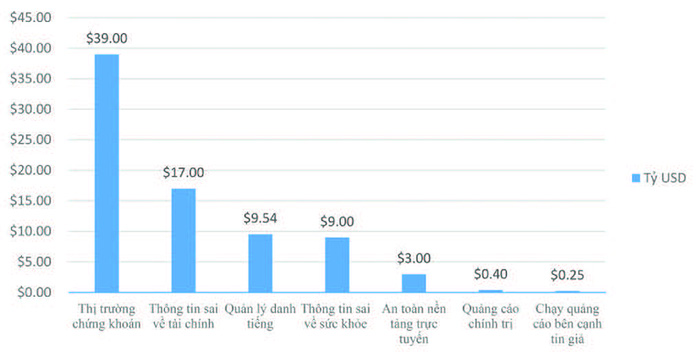 $45.00
$40.00
$35.00
$30.00
$25.00
$20.00
$15.00
$10.00
$5.00
$0.00
$39.00
$17.00
$9.54
$9.00
$3.00
$0.40
$0.25
Thị trường
chứng khoán
Thông tin sai
về tài chính
Quản lý danh
tiếng
Thông tin sai
về sức khỏe
An toàn nền
tảng trực
tuyến
Quảng cáo
chính trị
Chạy quảng
cáo bên cạnh
tin giả
Tỷ USD